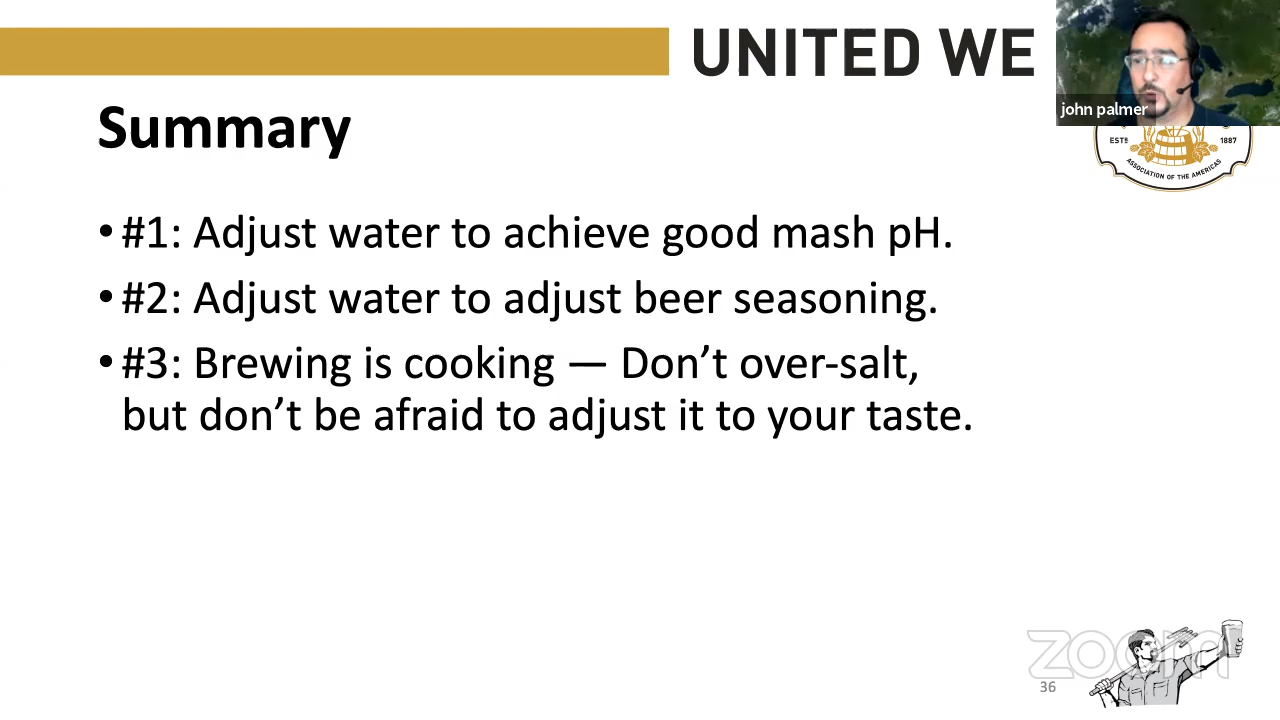 UNITED WE
john palmer
Summary
ESTᴮ 1887
ASSOCIATION OF THE AMERICAS
• #1: Adjust water to achieve good mash pH.
• #2: Adjust water to adjust beer seasoning.
• #3: Brewing is cooking — Don’t over-salt,
but don’t be afraid to adjust it to your taste.
zoom
36